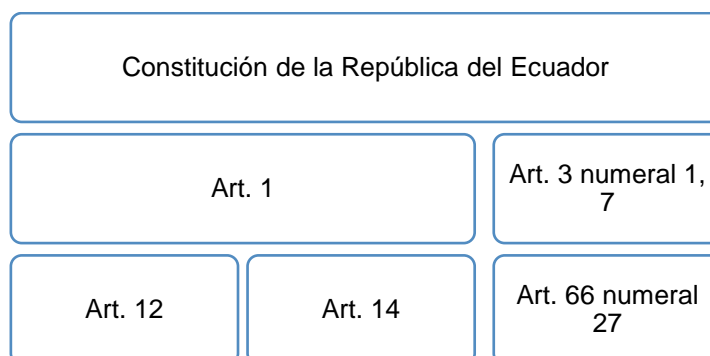 Constitución de la República del Ecuador
Art. 1
Art. 3 numeral 1,
7
Art. 12
Art. 14
Art. 66 numeral
27